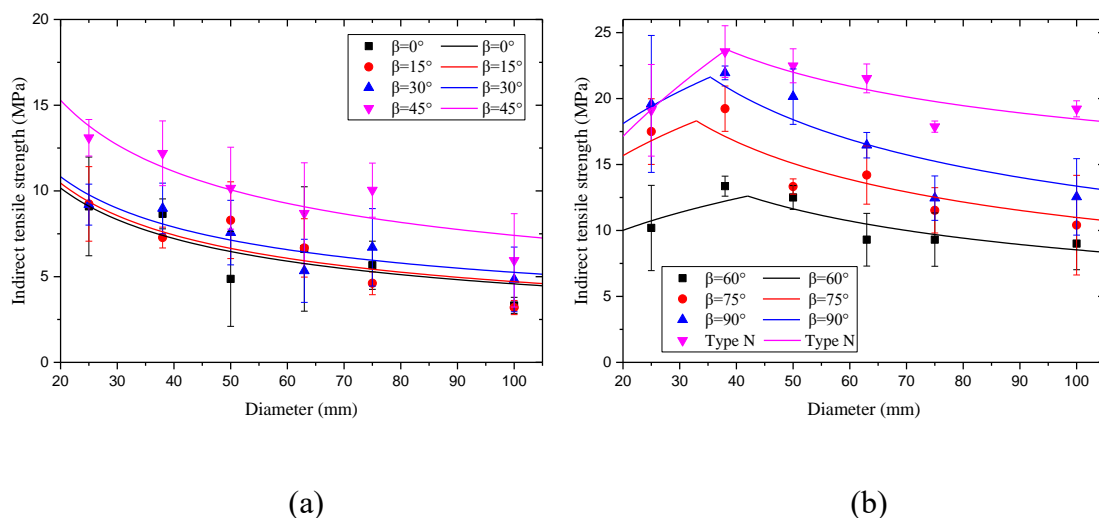 (a)
Indirect tensile strength (MPa)
20
15
10
5
0
β=0° β=0°
β=15° β=15°
β=30° β=30°
β=45° β=45°
20 30 40 50 60 70 80 90 100
Diameter (mm)
(b)
Indirect tensile strength (MPa)
25
20
15
10
5
0
β=60° β=60°
β=75° β=75°
β=90° β=90°
Type N Type N
20 30 40 50 60 70 80 90 100
Diameter (mm)
(a) (b)